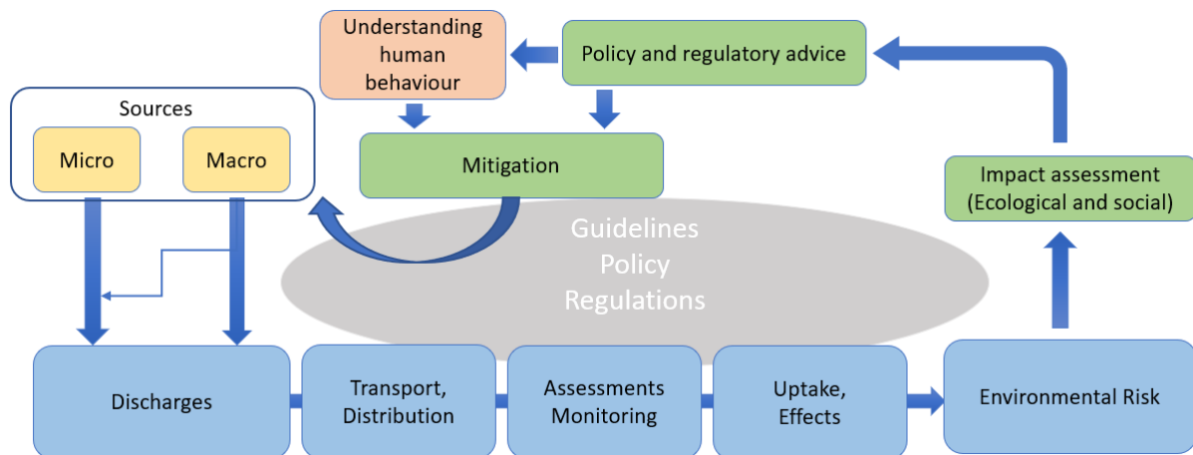 Understanding
human
behaviour
Policy and regulatory advice
Sources
Micro
Macro
Mitigation
Impact assessment
(Ecological and social)
Guidelines
Policy
Regulations
Discharges
Transport,
Distribution
Assessments
Monitoring
Uptake,
Effects
Environmental Risk